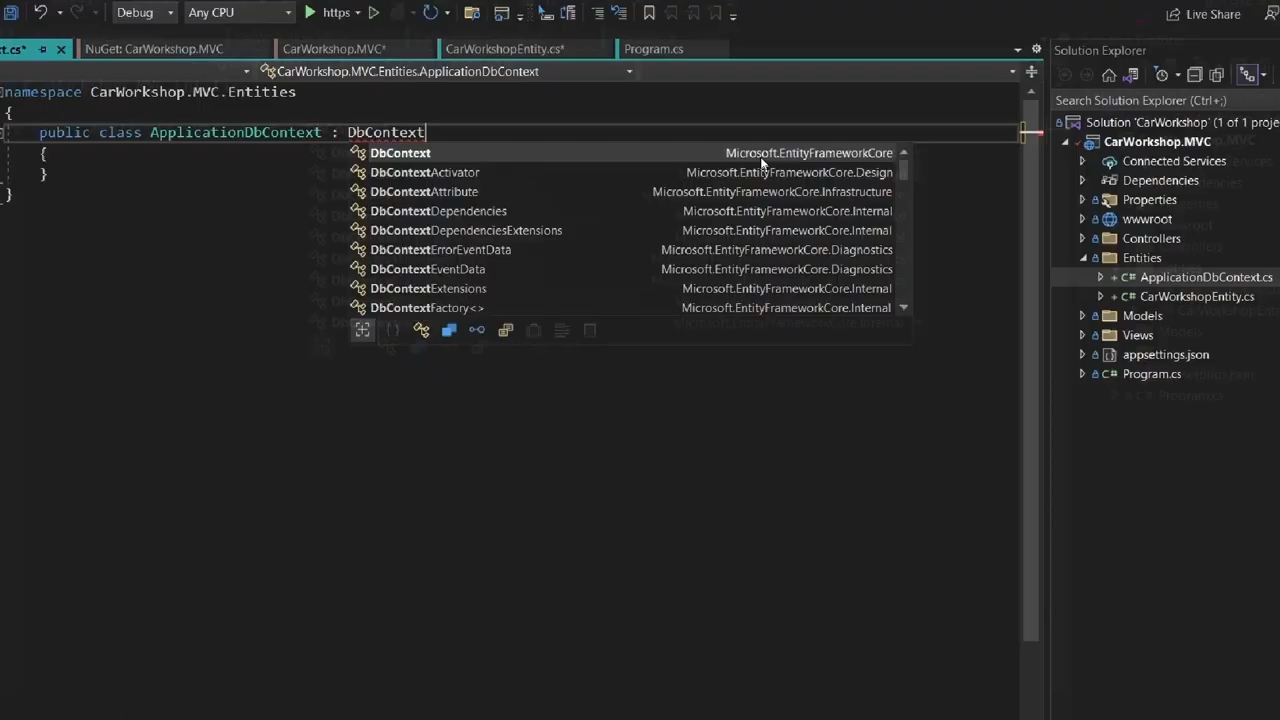 Debug
Any CPU
https
Live Share
xt.cs*
NuGet: CarWorkshop.MVC
CarWorkshop.MVC*
CarWorkshopEntity.cs*
Program.cs
Solution Explorer
CarWorkshop.MVC.Entities.ApplicationDbContext
Search Solution Explorer (Ctrl+;)
namespace CarWorkshop.MVC.Entities
{
public class ApplicationDbContext : DbContext
{
}
}
DbContext Microsoft.EntityFrameworkCore
DbContextActivator Microsoft.EntityFrameworkCore.Design
DbContextAttribute Microsoft.EntityFrameworkCore.Infrastructure
DbContextDependencies Microsoft.EntityFrameworkCore.Internal
DbContextDependenciesExtensions Microsoft.EntityFrameworkCore.Internal
DbContextErrorEventData Microsoft.EntityFrameworkCore.Diagnostics
DbContextEventData Microsoft.EntityFrameworkCore.Diagnostics
DbContextExtensions Microsoft.EntityFrameworkCore.Internal
DbContextFactory<> Microsoft.EntityFrameworkCore.Internal
Solution 'CarWorkshop' (1 of 1 proje
CarWorkshop.MVC
Connected Services
Dependencies
Properties
wwwroot
Controllers
Entities
C# ApplicationDbContext.cs
C# CarWorkshopEntity.cs
Models
Views
appsettings.json
C# Program.cs